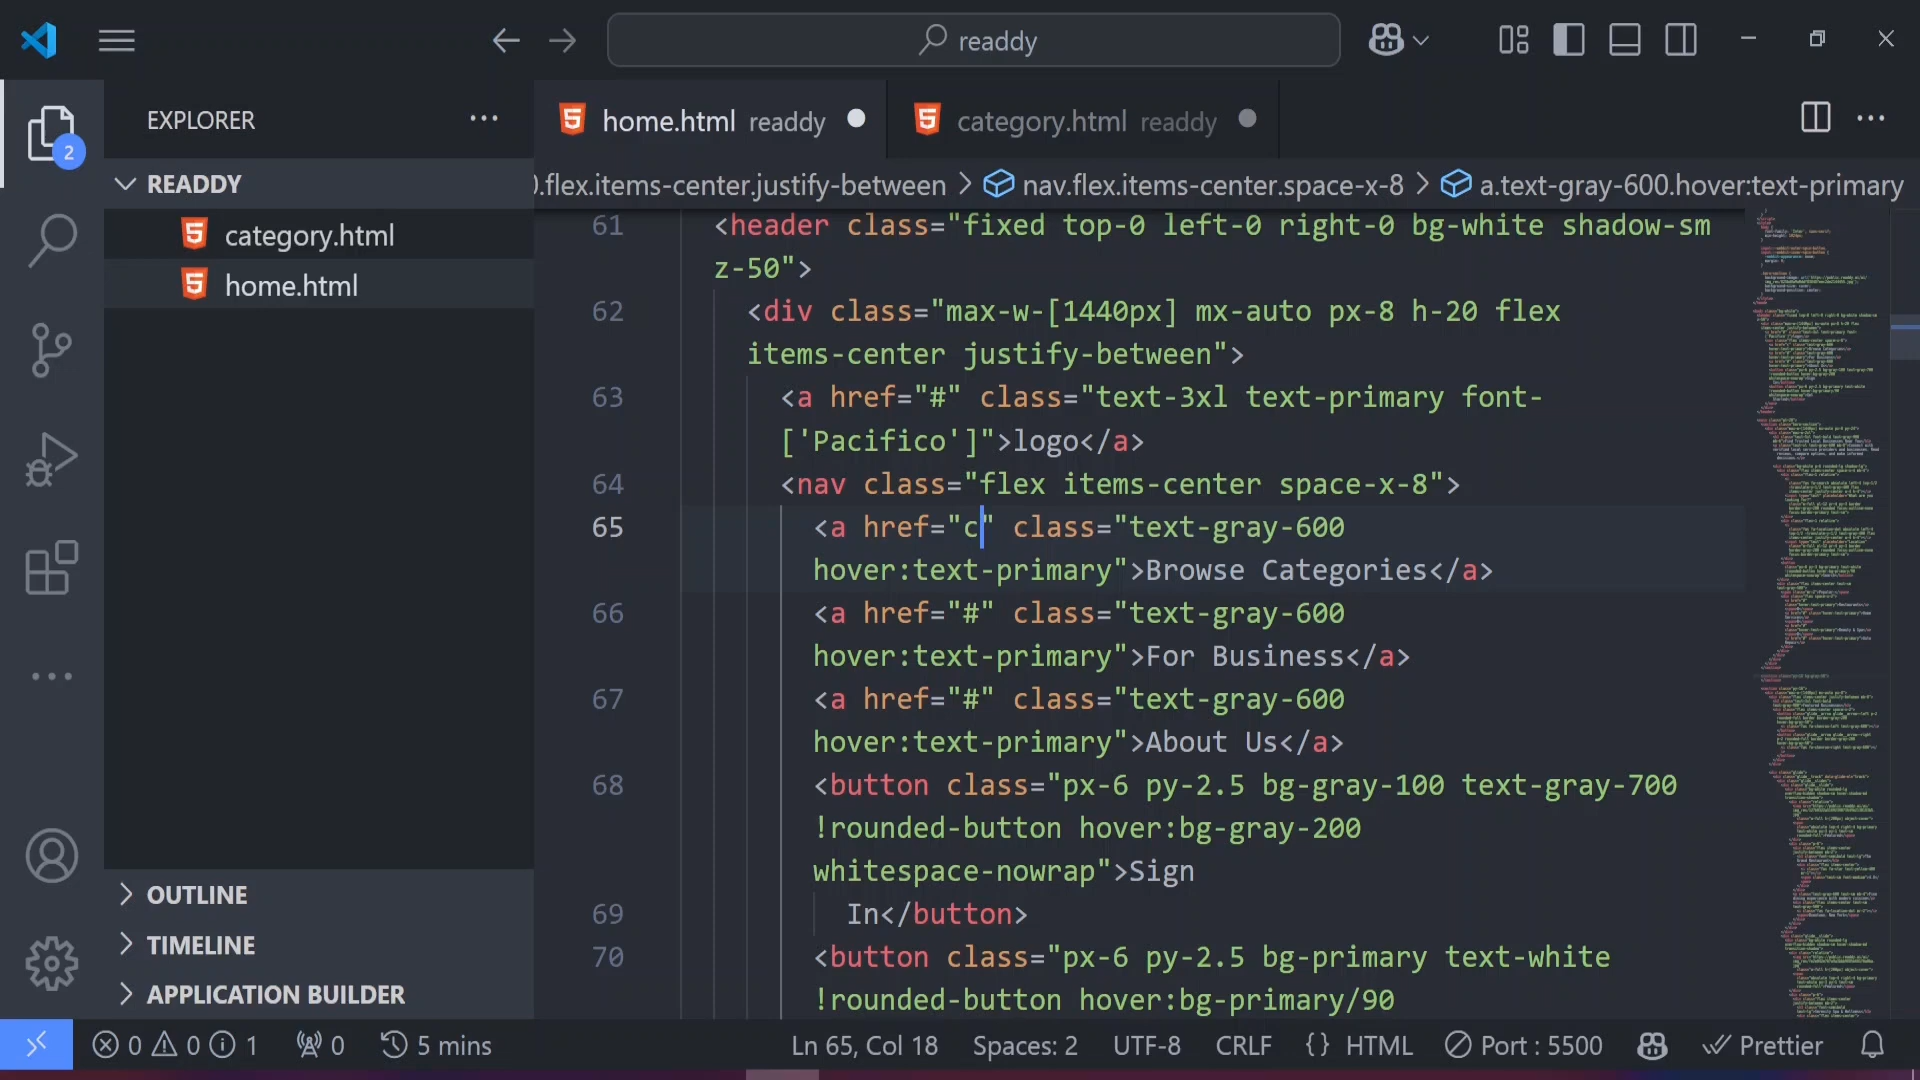 readdy
EXPLORER
2
READDY
category.html
home.html
OUTLINE
TIMELINE
APPLICATION BUILDER
home.html readdy
category.html readdy
).flex.items-center.justify-between > nav.flex.items-center.space-x-8 > a.text-gray-600.hover:text-primary
61 <header class="fixed top-0 left-0 right-0 bg-white shadow-sm
z-50">
62 <div class="max-w-[1440px] mx-auto px-8 h-20 flex
items-center justify-between">
63 <a href="#" class="text-3xl text-primary font-
['Pacifico']">logo</a>
64 <nav class="flex items-center space-x-8">
65 <a href="c" class="text-gray-600
hover:text-primary">Browse Categories</a>
66 <a href="#" class="text-gray-600
hover:text-primary">For Business</a>
67 <a href="#" class="text-gray-600
hover:text-primary">About Us</a>
68 <button class="px-6 py-2.5 bg-gray-100 text-gray-700
!rounded-button hover:bg-gray-200
whitespace-nowrap">Sign
69 In</button>
70 <button class="px-6 py-2.5 bg-primary text-white
!rounded-button hover:bg-primary/90
0 0 1 0 5 mins Ln 65, Col 18 Spaces: 2 UTF-8 CRLF {} HTML Port : 5500 Prettier